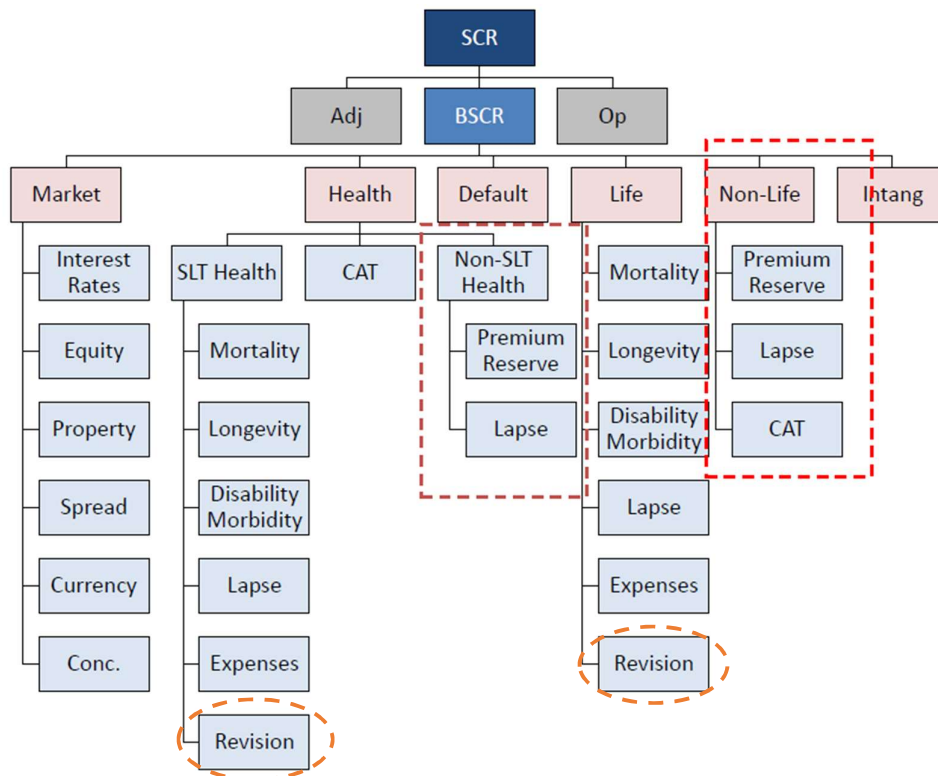 SCR
Adj
BSCR
Op
Market
Health
Default
Life
Non-Life
Intang
Interest
Rates
SLT Health
CAT
Non-SLT
Health
Mortality
Premium
Reserve
Equity
Mortality
Premium
Reserve
Longevity
Lapse
Property
Longevity
Lapse
Disability
Morbidity
CAT
Spread
Disability
Morbidity
Lapse
Currency
Lapse
Expenses
Conc.
Expenses
Revision
Revision